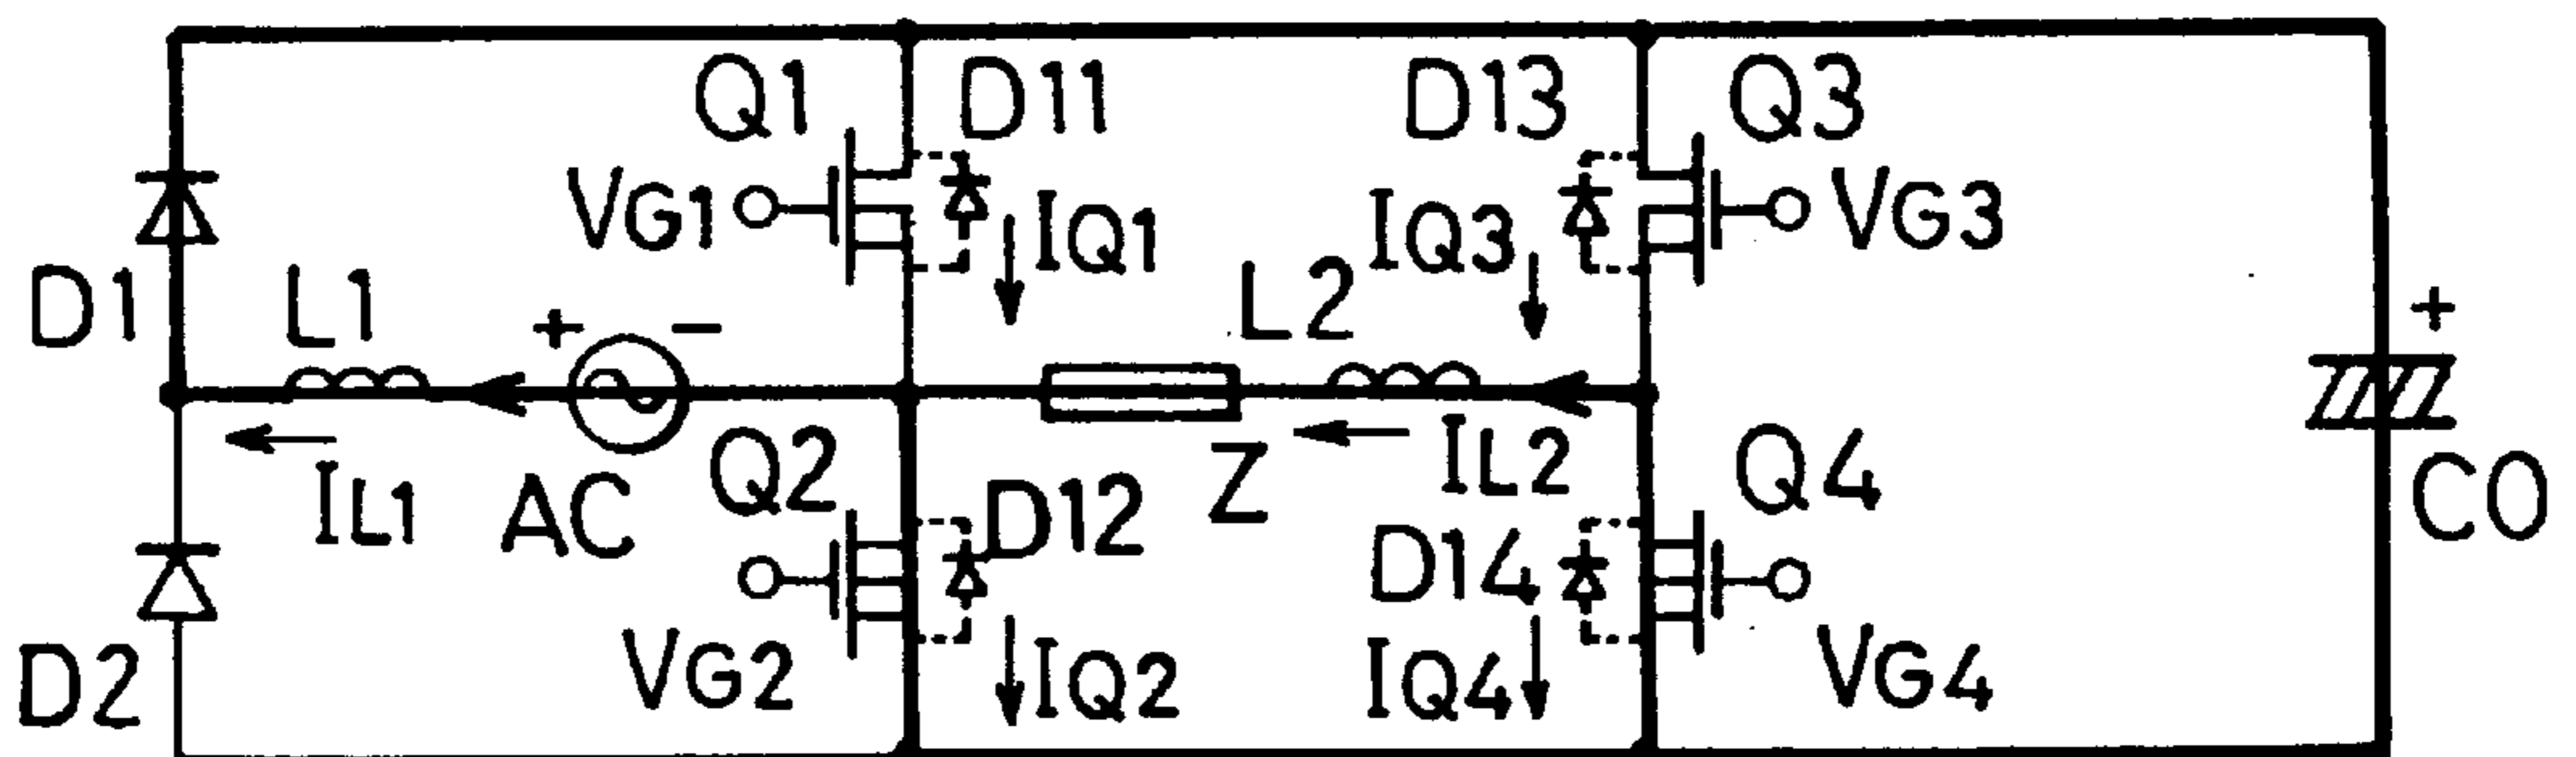 Q1 D11 D13 Q3
VG1 IQ1 IQ3 VG3
D1 L1 + − L2 +
IL1 AC Q2 D12 Z IL2 Q4 CO
D14
D2 VG2 IQ2 IQ4 VG4